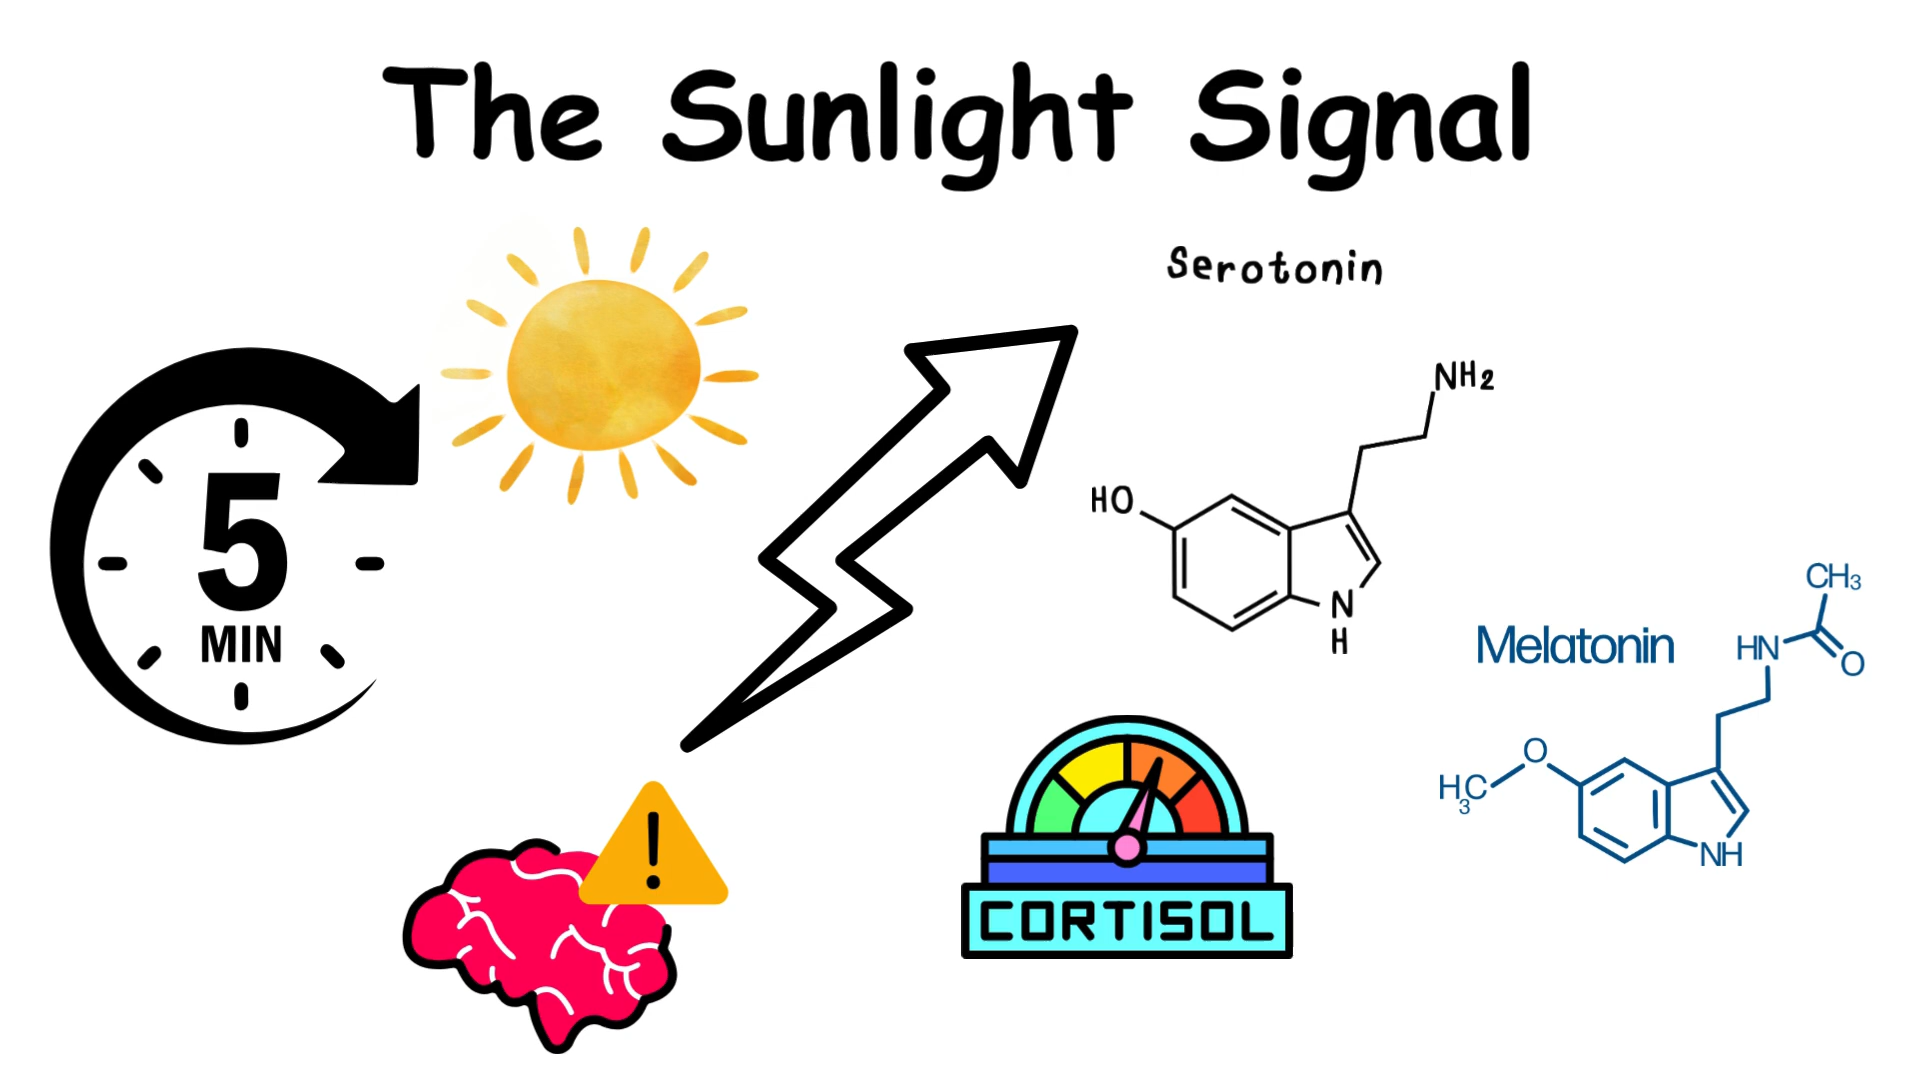 The Sunlight Signal
Serotonin
5
MIN
NH2
HO
N
H
Melatonin
CH3
HN
O
O
H3C
NH
!
CORTISOL